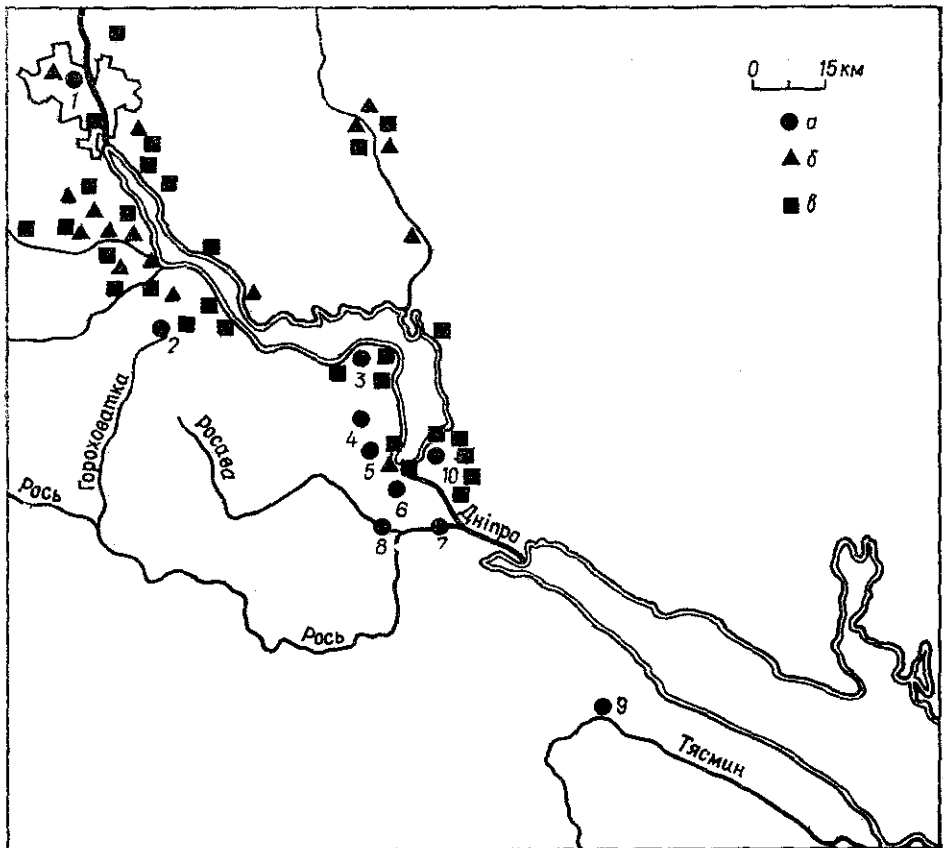 0 15 км
а
б
в
1
2
3
4
5
6
7
8
9
10
Гороховатка
Росава
Рось
Рось
Дніпро
Тясмин